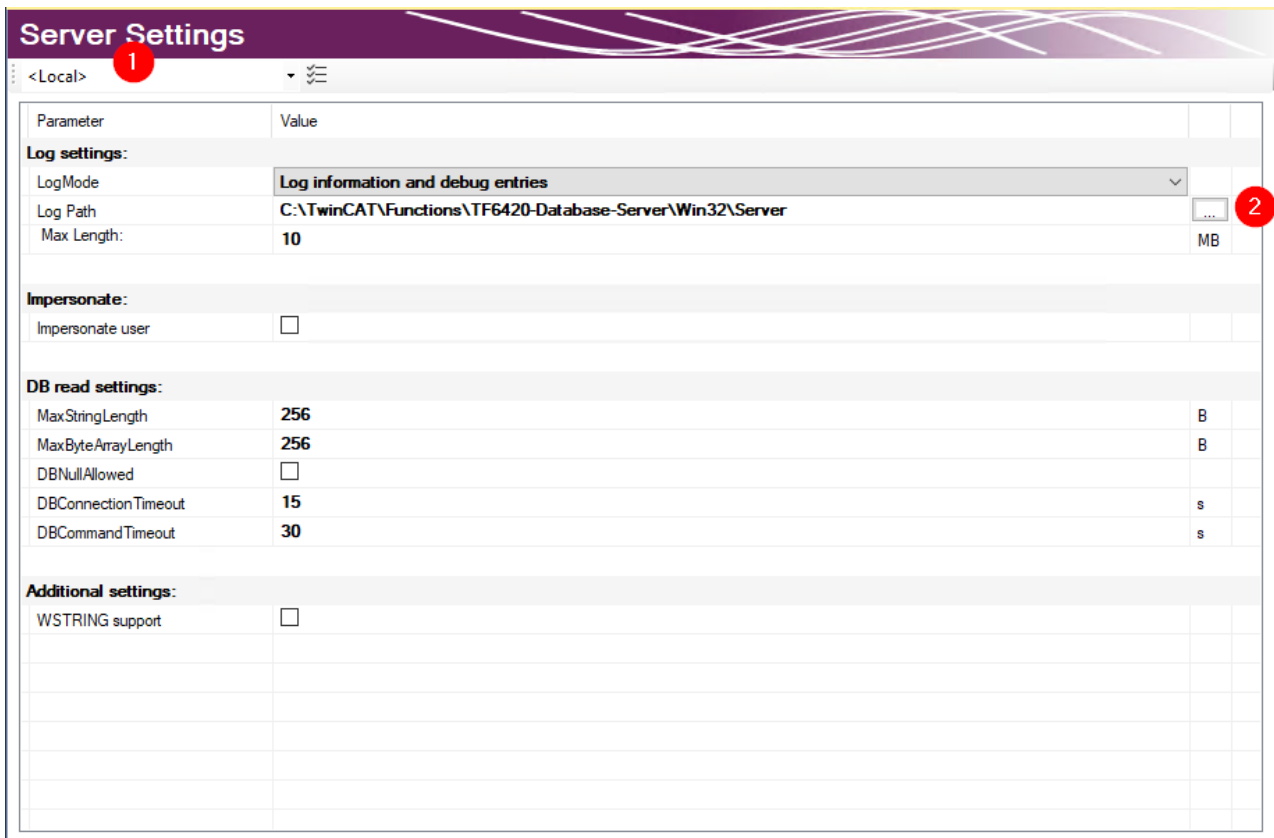 Server Settings
1
<Local>
Parameter Value
Log settings:
LogMode Log information and debug entries
Log Path C:\TwinCAT\Functions\TF6420-Database-Server\Win32\Server ... 2
Max Length: 10 MB
Impersonate:
Impersonate user
DB read settings:
MaxStringLength 256 B
MaxByteArrayLength 256 B
DBNullAllowed
DBConnectionTimeout 15 s
DBCommandTimeout 30 s
Additional settings:
WSTRING support